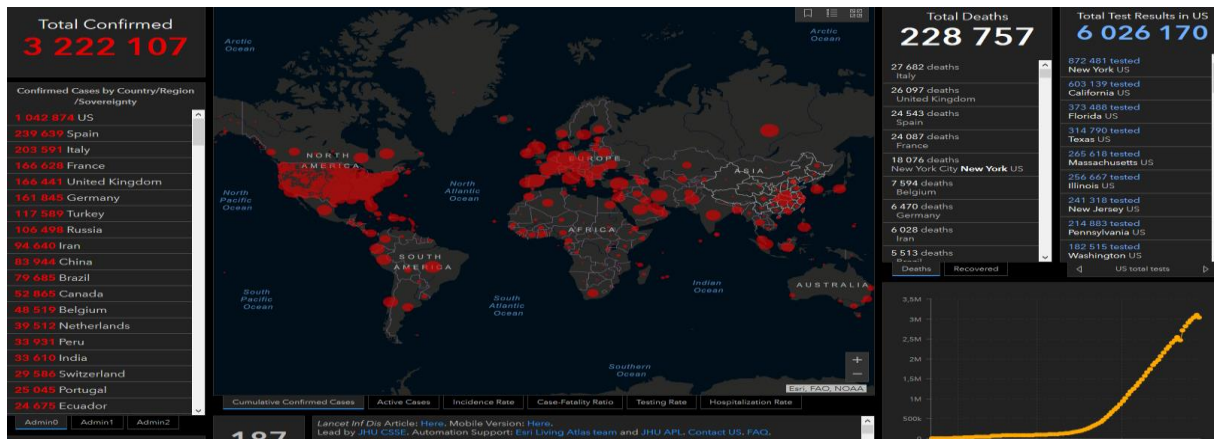 Total Confirmed
3 222 107
Confirmed Cases by Country/Region
/Sovereignty
1 042 874 US
239 639 Spain
203 591 Italy
166 628 France
166 441 United Kingdom
161 845 Germany
117 589 Turkey
106 498 Russia
94 640 Iran
83 944 China
79 685 Brazil
52 865 Canada
48 519 Belgium
39 512 Netherlands
33 931 Peru
33 610 India
29 586 Switzerland
25 045 Portugal
24 675 Ecuador
Admin0 Admin1 Admin2
Arctic
Ocean
Arctic
Ocean
NORTH
AMERICA
EUROPE
ASIA
North
Pacific
Ocean
North
Atlantic
Ocean
AFRICA
SOUTH
AMERICA
Indian
Ocean
AUSTRALIA
South
Pacific
Ocean
South
Atlantic
Ocean
Southern
Ocean
+
−
Esri, FAO, NOAA
Cumulative Confirmed Cases Active Cases Incidence Rate Case-Fatality Ratio Testing Rate Hospitalization Rate
187
Lancet Inf Dis Article: Here. Mobile Version: Here.
Lead by JHU CSSE. Automation Support: Esri Living Atlas team and JHU APL. Contact US. FAQ.
Total Deaths
228 757
27 682 deaths
Italy
26 097 deaths
United Kingdom
24 543 deaths
Spain
24 087 deaths
France
18 076 deaths
New York City New York US
7 594 deaths
Belgium
6 470 deaths
Germany
6 028 deaths
Iran
5 513 deaths
Brazil
Deaths Recovered
Total Test Results in US
6 026 170
872 481 tested
New York US
603 139 tested
California US
373 488 tested
Florida US
314 790 tested
Texas US
265 618 tested
Massachusetts US
256 667 tested
Illinois US
241 318 tested
New Jersey US
214 883 tested
Pennsylvania US
182 515 tested
Washington US
US total tests
3,5M
3M
2,5M
2M
1,5M
1M
500k
0